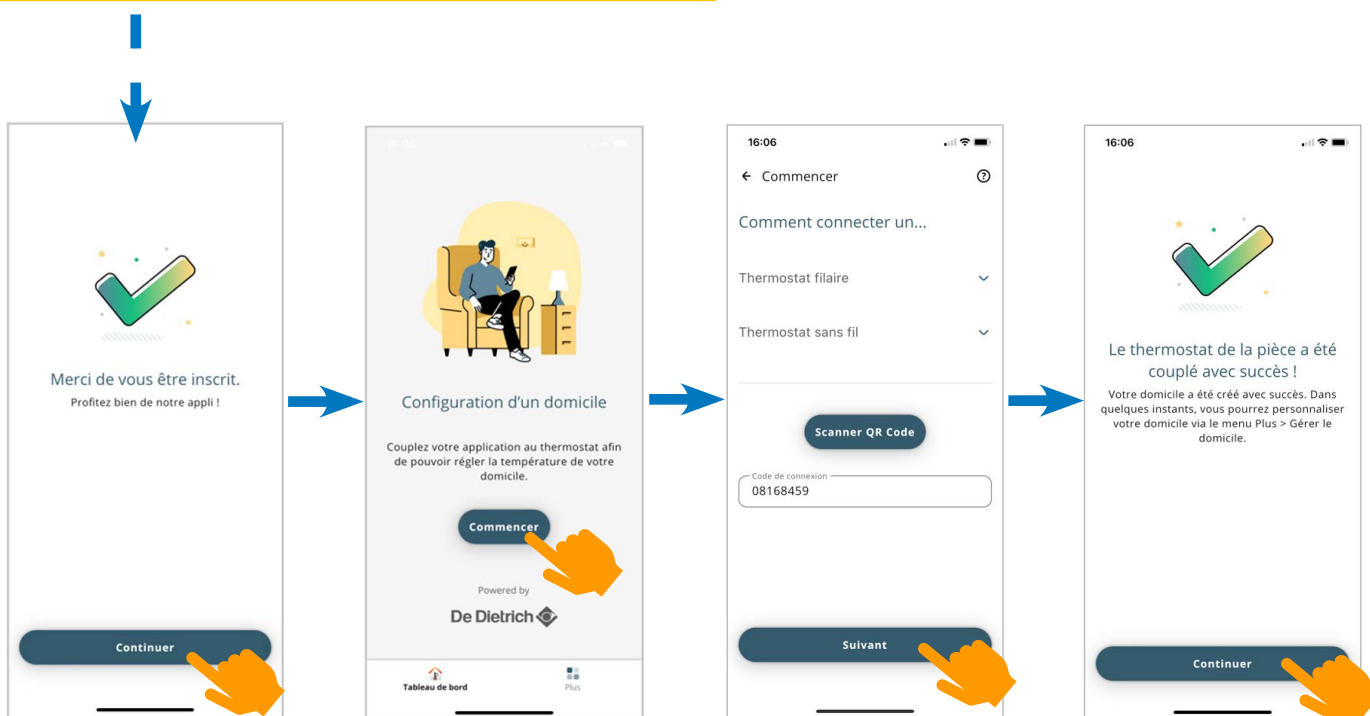 Merci de vous être inscrit.
Profitez bien de notre appli !
Continuer
Configuration d’un domicile
Couplez votre application au thermostat afin
de pouvoir régler la température de votre
domicile.
Commencer
Powered by
De Dietrich
Tableau de bord
Plus
16:06
Commencer
Comment connecter un...
Thermostat filaire
Thermostat sans fil
Scanner QR Code
Code de connexion
08168459
Suivant
16:06
Le thermostat de la pièce a été
couplé avec succès !
Votre domicile a été créé avec succès. Dans
quelques instants, vous pourrez personnaliser
votre domicile via le menu Plus > Gérer le
domicile.
Continuer